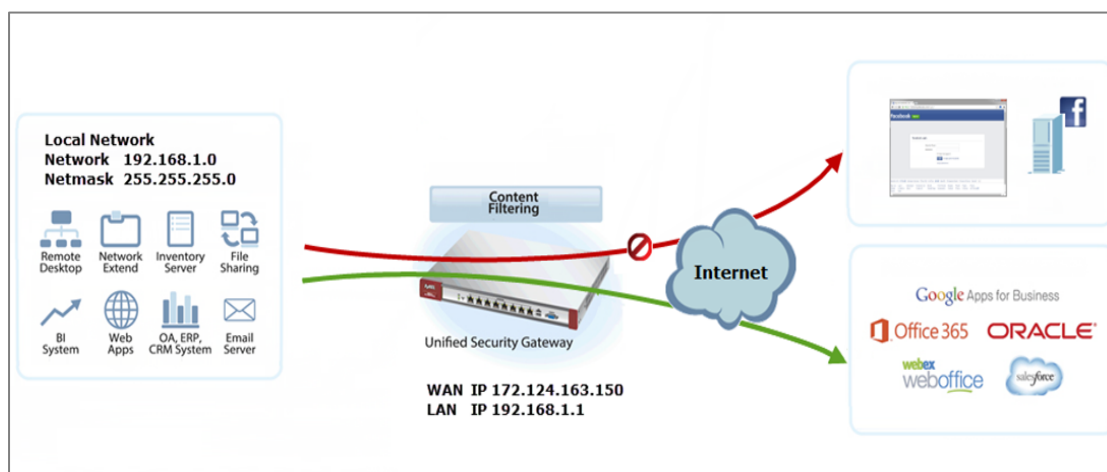 Local Network
Network 192.168.1.0
Netmask 255.255.255.0
Remote Desktop
Network Extend
Inventory Server
File Sharing
BI System
Web Apps
OA, ERP, CRM System
Email Server
Content Filtering
Unified Security Gateway
WAN IP 172.124.163.150
LAN IP 192.168.1.1
Internet
facebook
f
Google Apps for Business
Office 365
ORACLE
webex
weboffice
salesforce